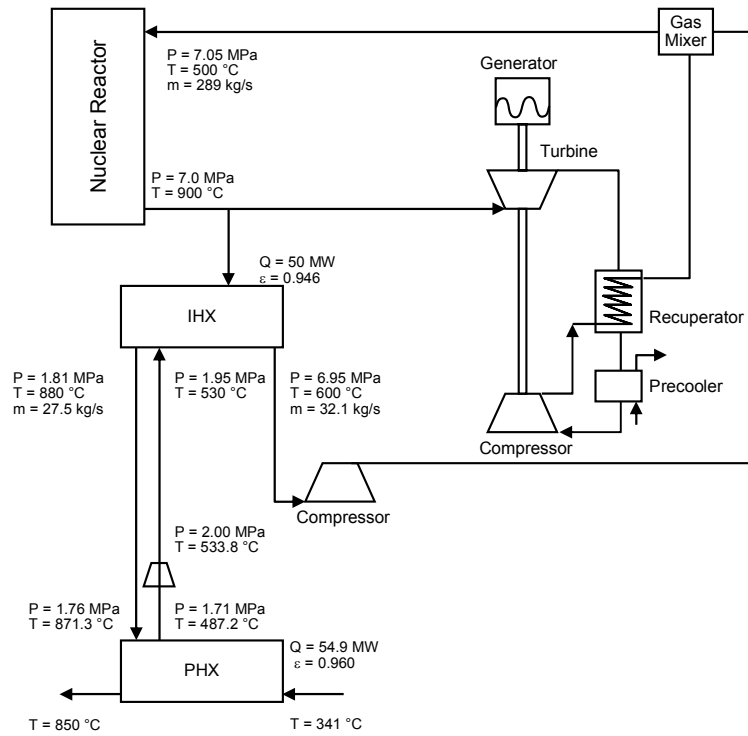 Gas
Mixer
Nuclear Reactor
P = 7.05 MPa
T = 500 °C
m = 289 kg/s
Generator
Turbine
P = 7.0 MPa
T = 900 °C
Q = 50 MW
ε = 0.946
IHX
Recuperator
P = 1.81 MPa
T = 880 °C
m = 27.5 kg/s
P = 1.95 MPa
T = 530 °C
P = 6.95 MPa
T = 600 °C
m = 32.1 kg/s
Precooler
Compressor
Compressor
P = 2.00 MPa
T = 533.8 °C
P = 1.76 MPa
T = 871.3 °C
P = 1.71 MPa
T = 487.2 °C
Q = 54.9 MW
ε = 0.960
PHX
T = 850 °C
T = 341 °C